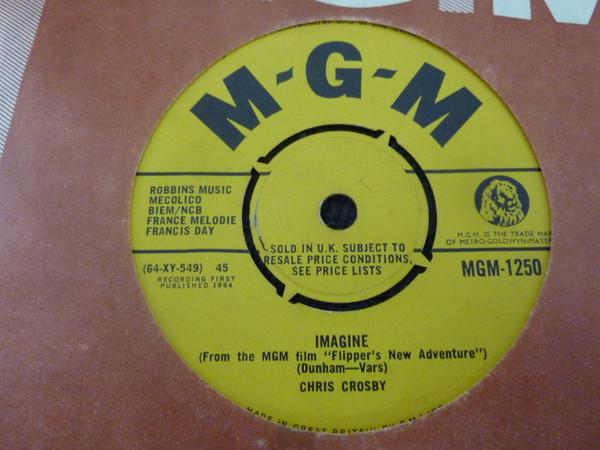 M-G-M
ROBBINS MUSIC
MECOLICO
BIEM/NCB
FRANCE MELODIE
FRANCIS DAY
M.G.M. IS THE TRADE MAR
OF METRO-GOLDWYN-MAYER
SOLD IN U.K. SUBJECT TO
RESALE PRICE CONDITIONS,
SEE PRICE LISTS
(64-XY-549) 45
RECORDING FIRST
PUBLISHED 1964
MGM-1250
IMAGINE
(From the MGM film "Flipper's New Adventure")
(Dunham—Vars)
CHRIS CROSBY
MADE IN GREAT BRITAIN BY E.M.I.